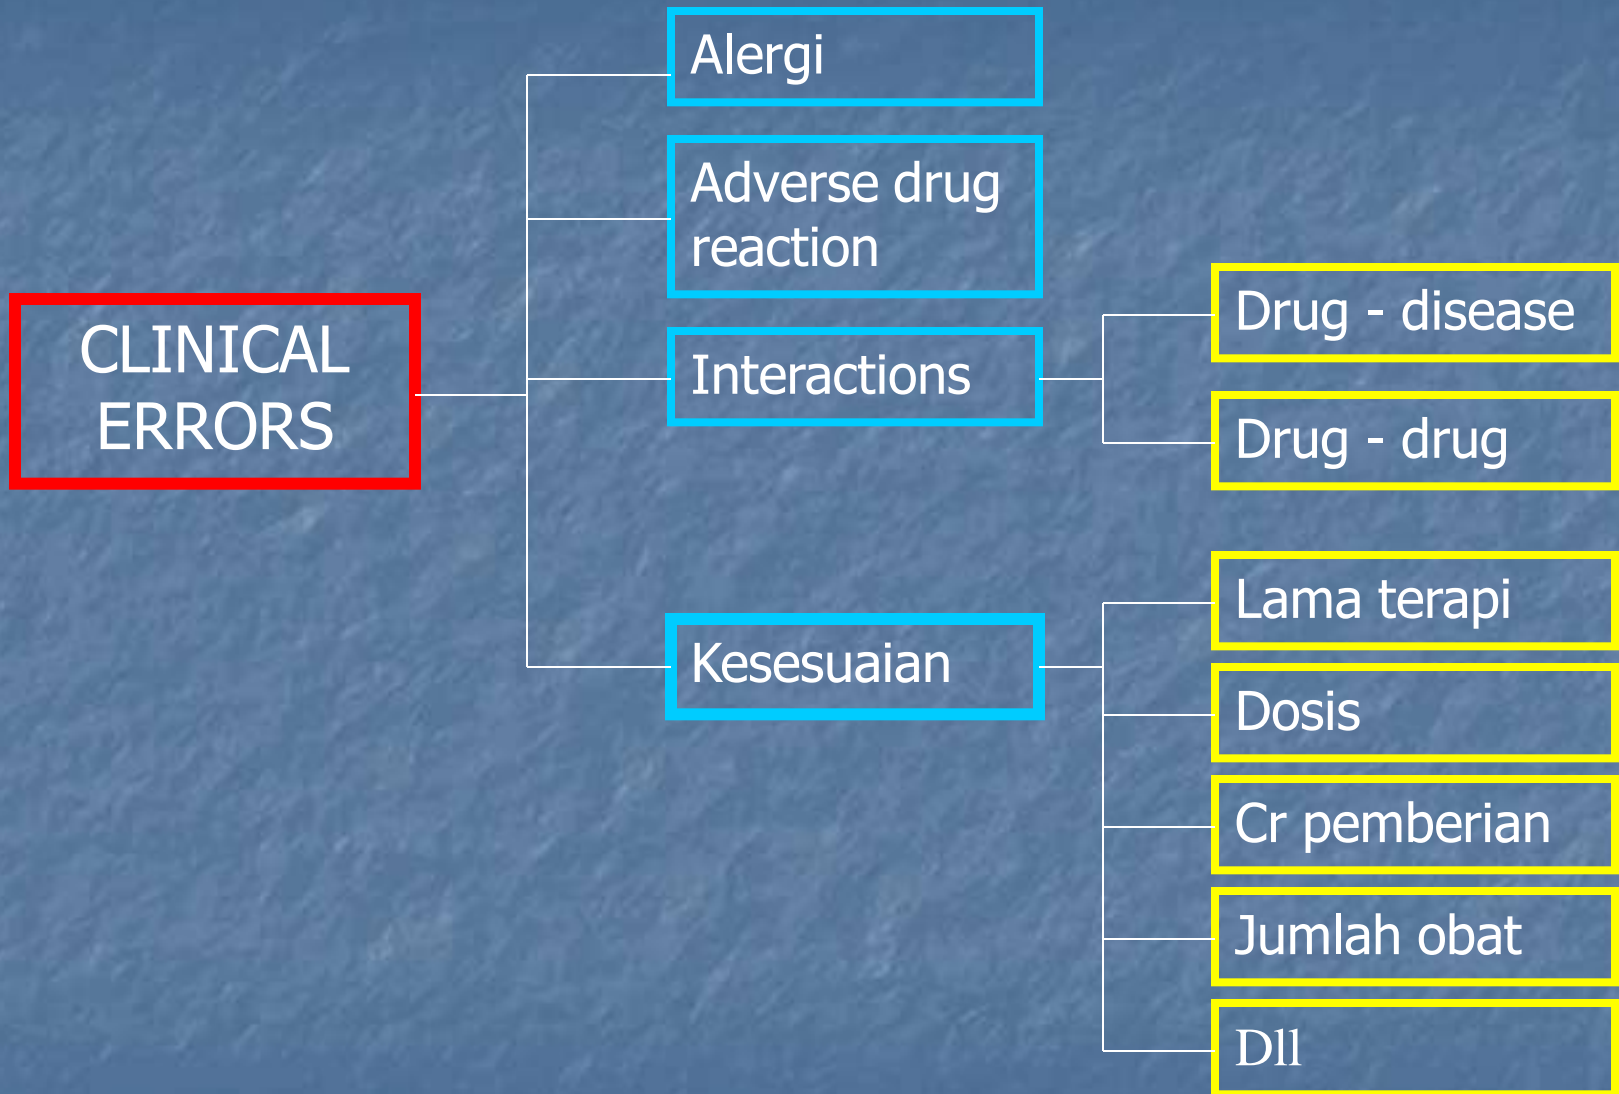 CLINICAL
ERRORS
Alergi
Adverse drug
reaction
Interactions
Drug - disease
Drug - drug
Kesesuaian
Lama terapi
Dosis
Cr pemberian
Jumlah obat
Dll